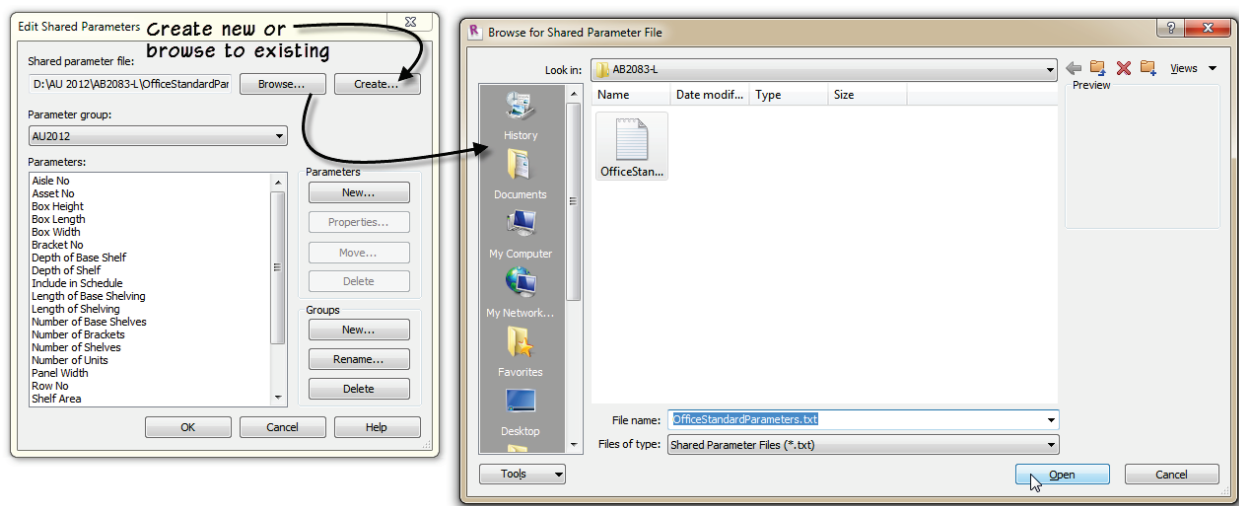 Edit Shared Parameters
Create new or
browse to existing
Shared parameter file:
D:\AU 2012\AB2083-L\OfficeStandardPar
Browse...
Create...
Parameter group:
AU2012
Parameters:
Aisle No
Asset No
Box Height
Box Length
Box Width
Bracket No
Depth of Base Shelf
Depth of Shelf
Include in Schedule
Length of Base Shelving
Length of Shelving
Number of Base Shelves
Number of Brackets
Number of Shelves
Number of Units
Panel Width
Row No
Shelf Area
Parameters
New...
Properties...
Move...
Delete
Groups
New...
Rename...
Delete
OK
Cancel
Help
R Browse for Shared Parameter File
Look in:
AB2083-L
Views
Name
Date modif...
Type
Size
Preview
History
Documents
My Computer
My Network...
Favorites
Desktop
OfficeStan...
File name:
OfficeStandardParameters.txt
Files of type:
Shared Parameter Files (*.txt)
Tools
Open
Cancel